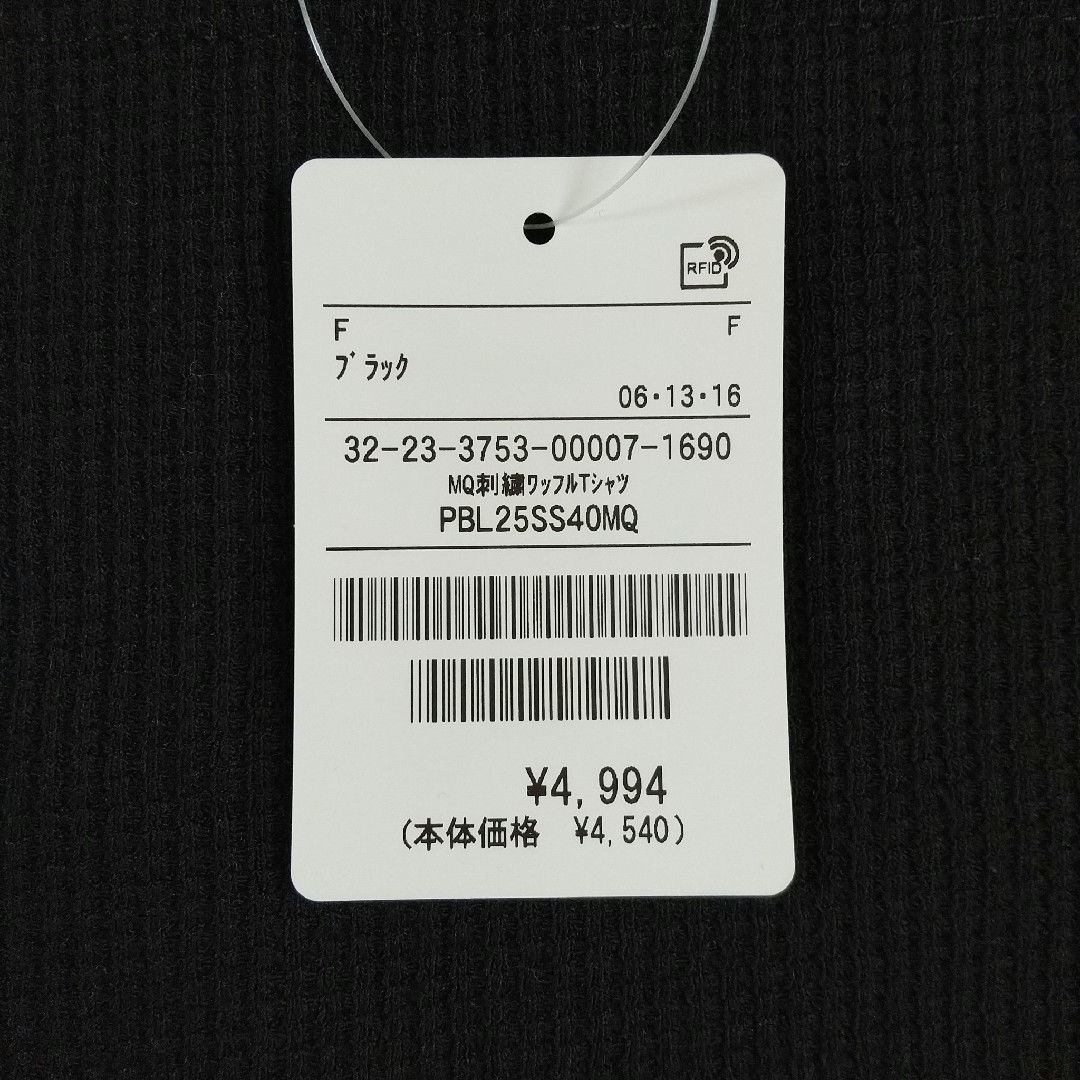 RFID
F F
ブラック
06・13・16
32-23-3753-00007-1690
MQ刺繍ワッフルTシャツ
PBL25SS40MQ
¥4,994
(本体価格 ¥4,540)